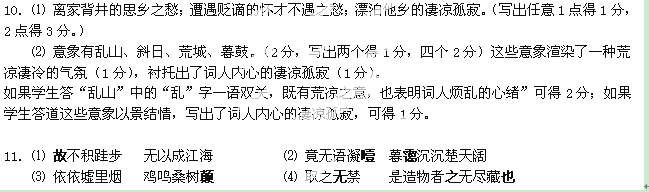 10. (1) 离家背井的思乡之愁；遭遇贬谪的怀才不遇之愁；漂泊他乡的凄凉孤寂。（写出任意1点得1分，
2点得3分。）
(2) 意象有乱山、斜日、荒城、暮鼓。（2分，写出两个得1分，四个2分）这些意象渲染了一种荒
凉凄冷的气氛（1分），衬托出了词人内心的凄凉孤寂（1分）。
如果学生答“乱山”中的“乱”字一语双关，既有荒凉之意，也表明词人烦乱的心绪”可得2分；如果
学生答道这些意象以景结情，写出了词人内心的凄凉孤寂，可得1分。
11. (1) 故不积跬步 无以成江海 (2) 竟无语凝噎 暮霭沉沉楚天阔
(3) 依依墟里烟 鸡鸣桑树颠 (4) 取之无禁 是造物者之无尽藏也